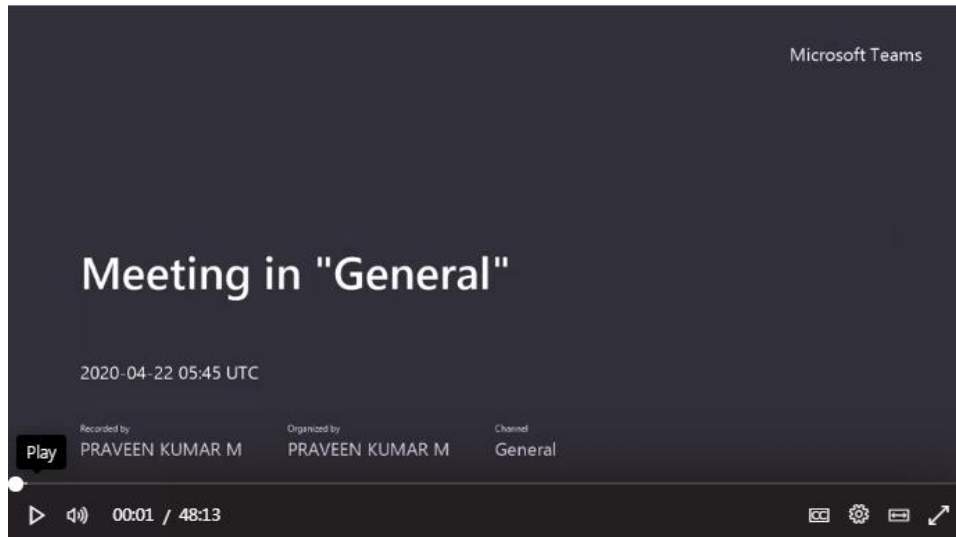 Microsoft Teams
Meeting in "General"
2020-04-22 05:45 UTC
Recorded by Organized by Channel
PRAVEEN KUMAR M PRAVEEN KUMAR M General
Play
00:01 / 48:13
CC